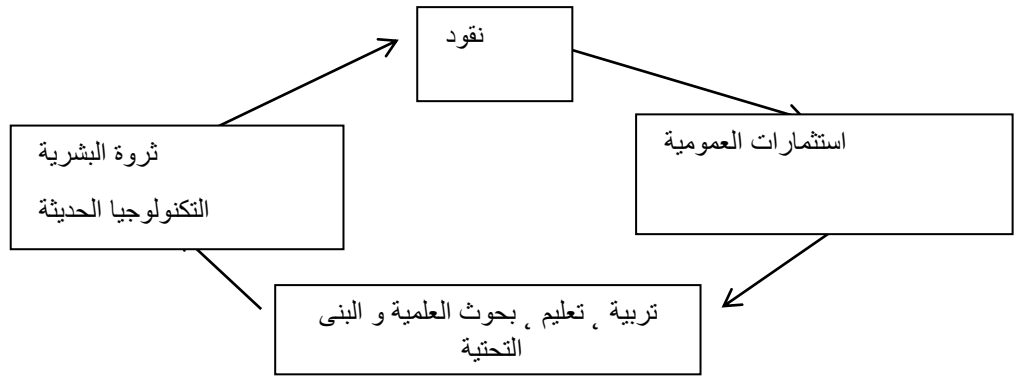 نقود
استثمارات العمومية
ثروة البشرية
التكنولوجيا الحديثة
تربية ، تعليم ، بحوث العلمية و البنى
التحتية